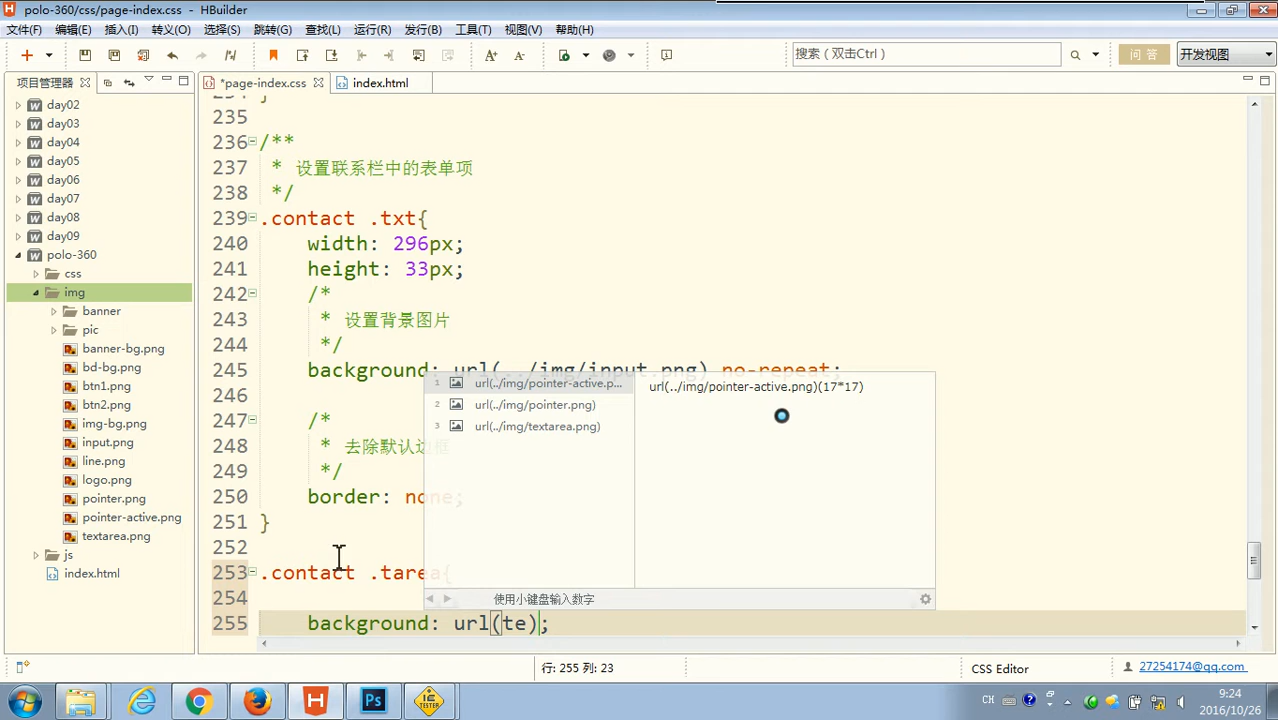 polo-360/css/page-index.css - HBuilder
文件(F) 编辑(E) 插入(I) 转义(O) 选择(S) 跳转(G) 查找(L) 运行(R) 发行(B) 工具(T) 视图(V) 帮助(H)
搜索（双击Ctrl）
问 答
开发视图
项目管理器
*page-index.css
index.html
day02
day03
day04
day05
day06
day07
day08
day09
polo-360
css
img
banner
pic
banner-bg.png
bd-bg.png
btn1.png
btn2.png
img-bg.png
input.png
line.png
logo.png
pointer.png
pointer-active.png
textarea.png
js
index.html
234 }
235
236 /**
237 * 设置联系栏中的表单项
238 */
239 .contact .txt{
240 width: 296px;
241 height: 33px;
242 /*
243 * 设置背景图片
244 */
245 background: url(../img/input.png) no-repeat;
246
247 /*
248 * 去除默认边框
249 */
250 border: none;
251 }
252
253 .contact .tarea{
254
255 background: url(te);
1 url(../img/pointer-active.p...
2 url(../img/pointer.png)
3 url(../img/textarea.png)
url(../img/pointer-active.png)(17*17)
使用小键盘输入数字
行: 255 列: 23
CSS Editor
27254174@qq.com
CH
9:24
2016/10/26